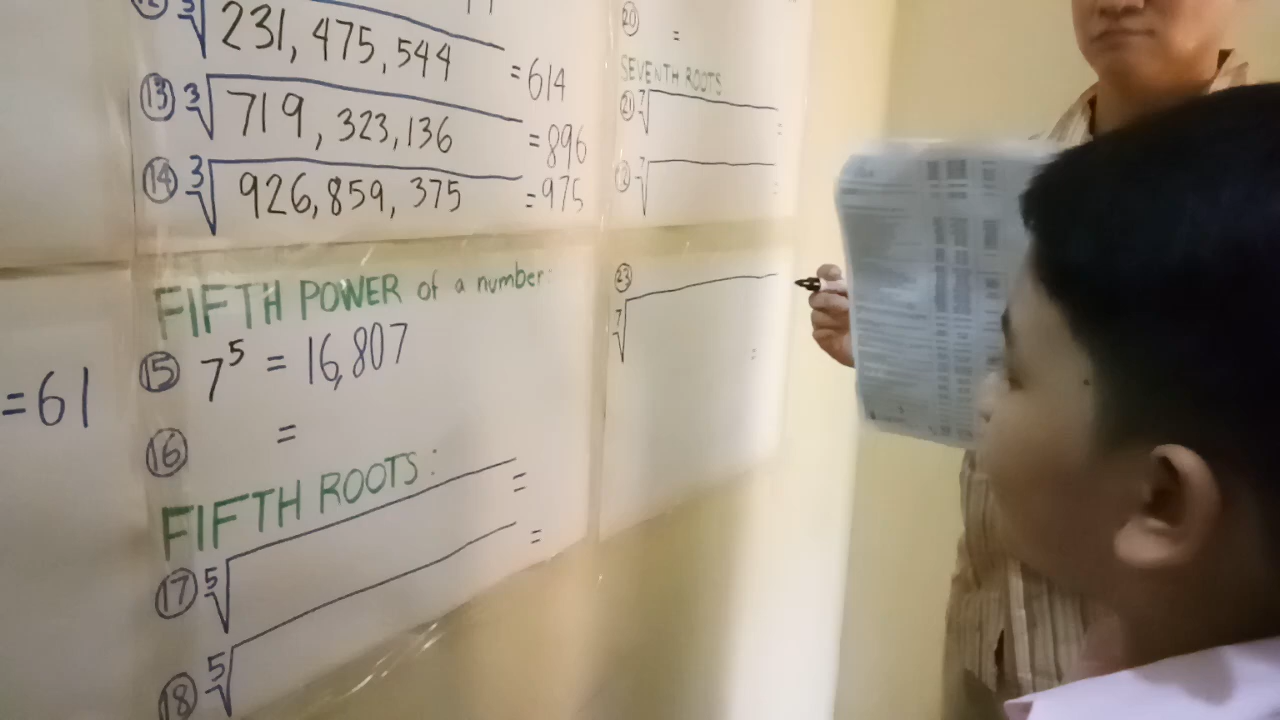 12 3√231,475,544 =614
13 3√719,323,136 =896
14 3√926,859,375 =975
FIFTH POWER of a number:
15 7⁵ = 16,807
=61
16 =
FIFTH ROOTS:
17 5√ =
18 5√ =
20 =
SEVENTH ROOTS
21 7√ =
7√ =
23 7√ =